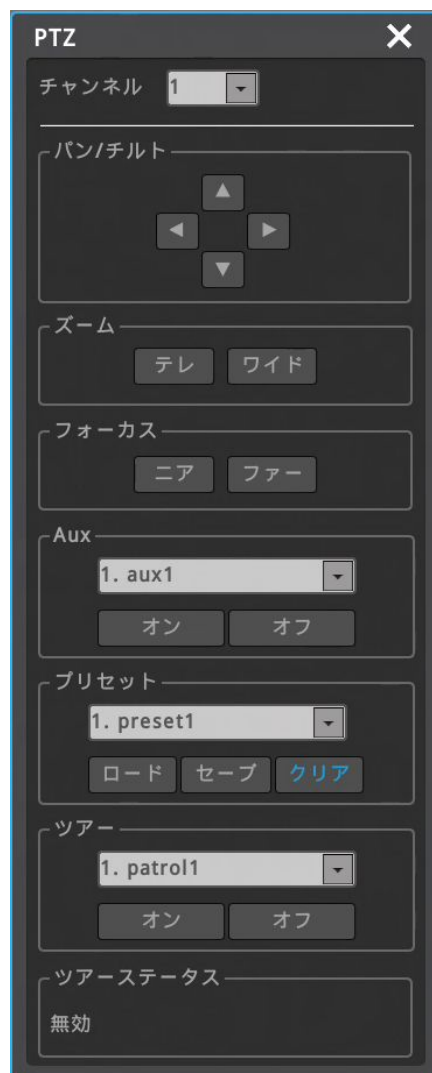 PTZ
チャンネル 1
パン/チルト
ズーム
テレ ワイド
フォーカス
ニア ファー
Aux
1. aux1
オン オフ
プリセット
1. preset1
ロード セーブ クリア
ツアー
1. patrol1
オン オフ
ツアーステータス
無効